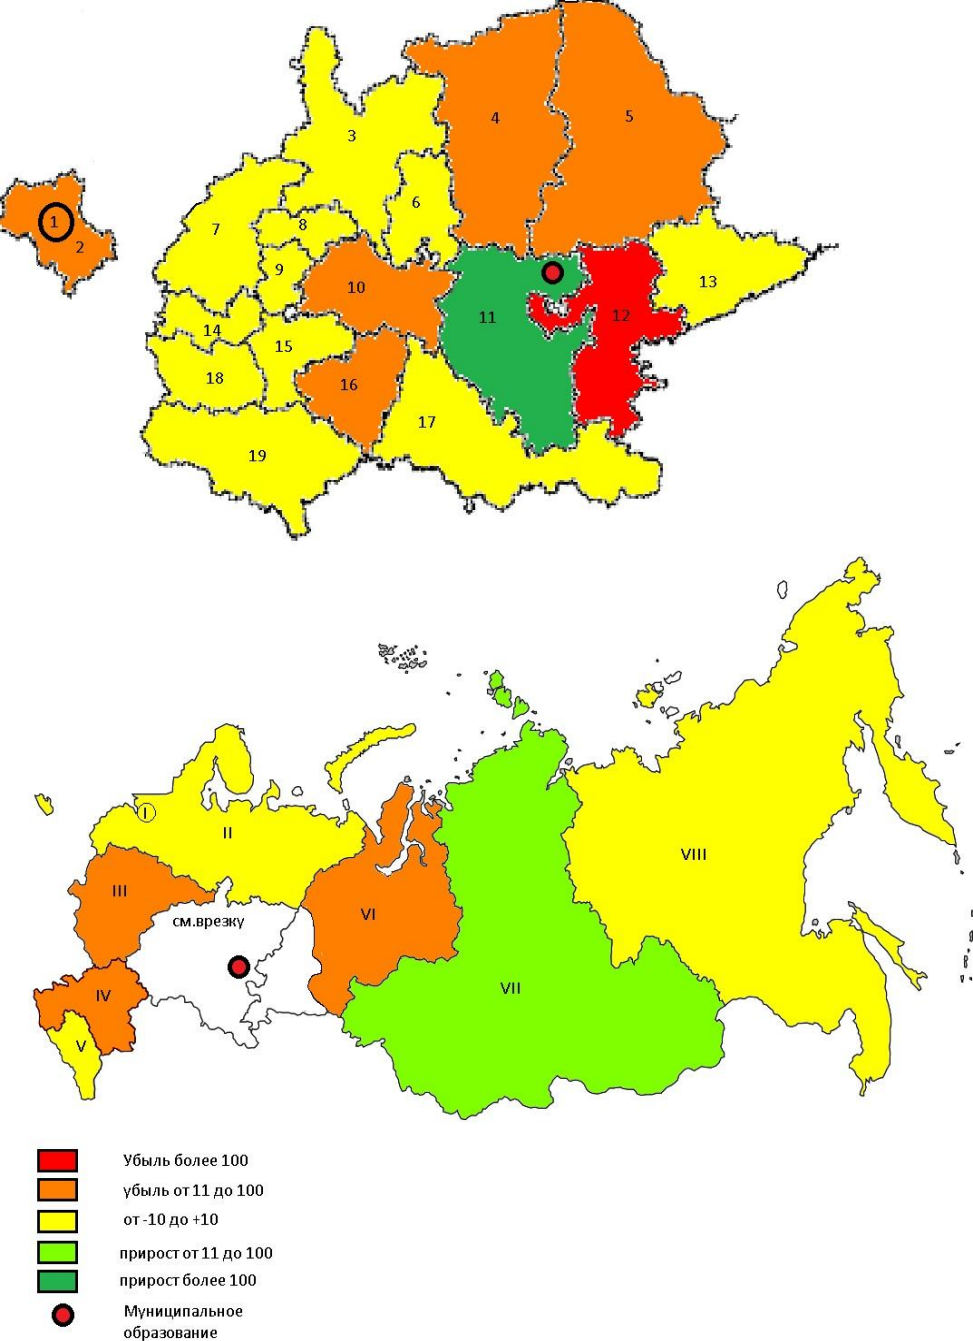 4
5
3
6
1
7
8
2
9
13
10
11
12
14
15
18
16
17
19
I
II
VIII
III
VI
см.врезку
VII
IV
V
Убыль более 100
убыль от 11 до 100
от -10 до +10
прирост от 11 до 100
прирост более 100
Муниципальное
образование